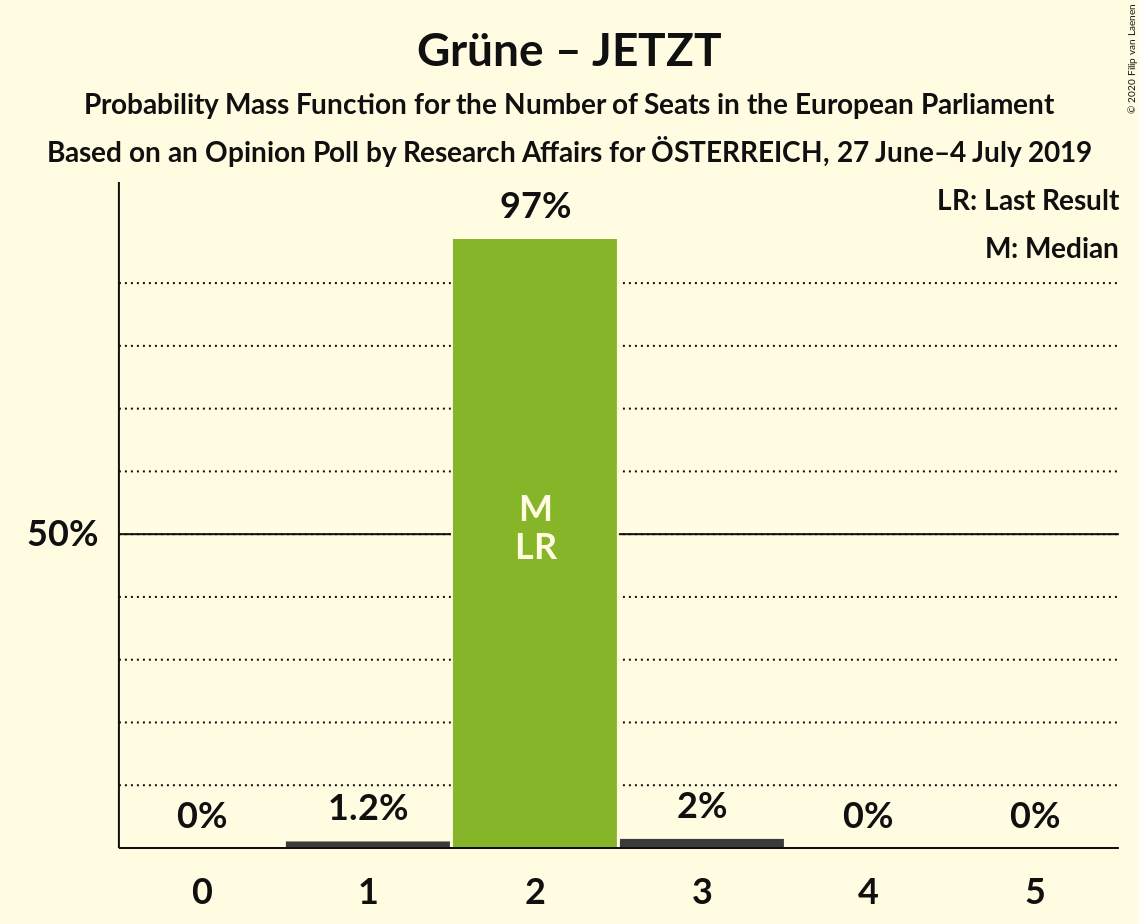 Grüne – JETZT
Probability Mass Function for the Number of Seats in the European Parliament
Based on an Opinion Poll by Research Affairs for ÖSTERREICH, 27 June–4 July 2019
© 2020 Filip van Laenen
LR: Last Result
M: Median
97%
50%
M
LR
0%
1.2%
2%
0%
0%
0 1 2 3 4 5